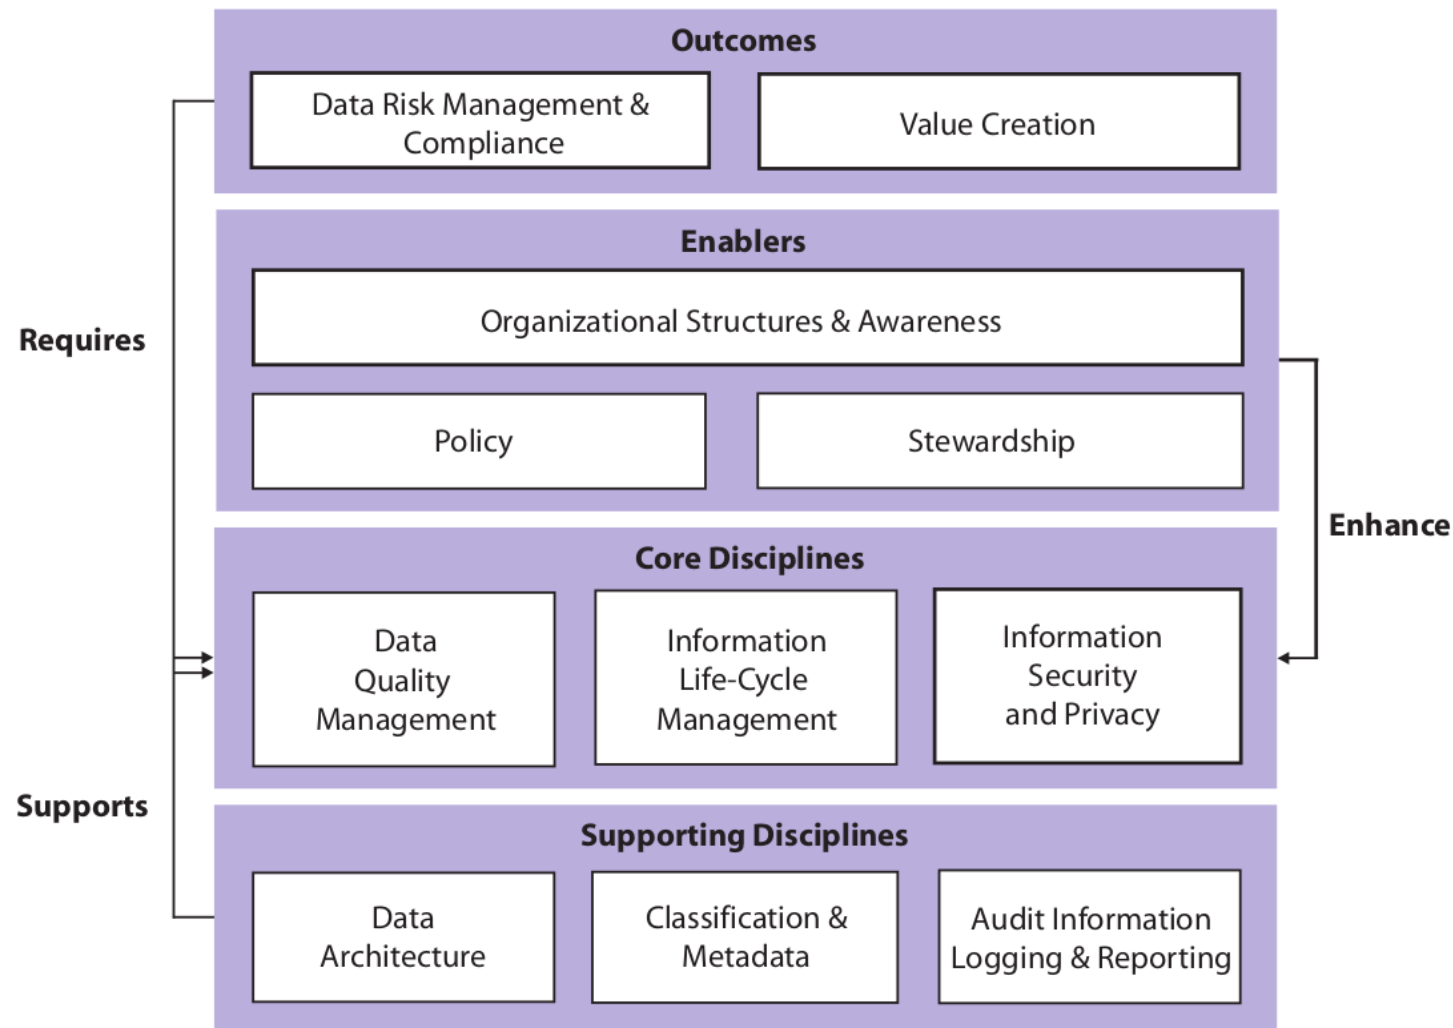 Outcomes
Data Risk Management &
Compliance
Value Creation
Enablers
Organizational Structures & Awareness
Requires
Policy
Stewardship
Enhance
Core Disciplines
Data
Quality
Management
Information
Life-Cycle
Management
Information
Security
and Privacy
Supports
Supporting Disciplines
Data
Architecture
Classification &
Metadata
Audit Information
Logging & Reporting